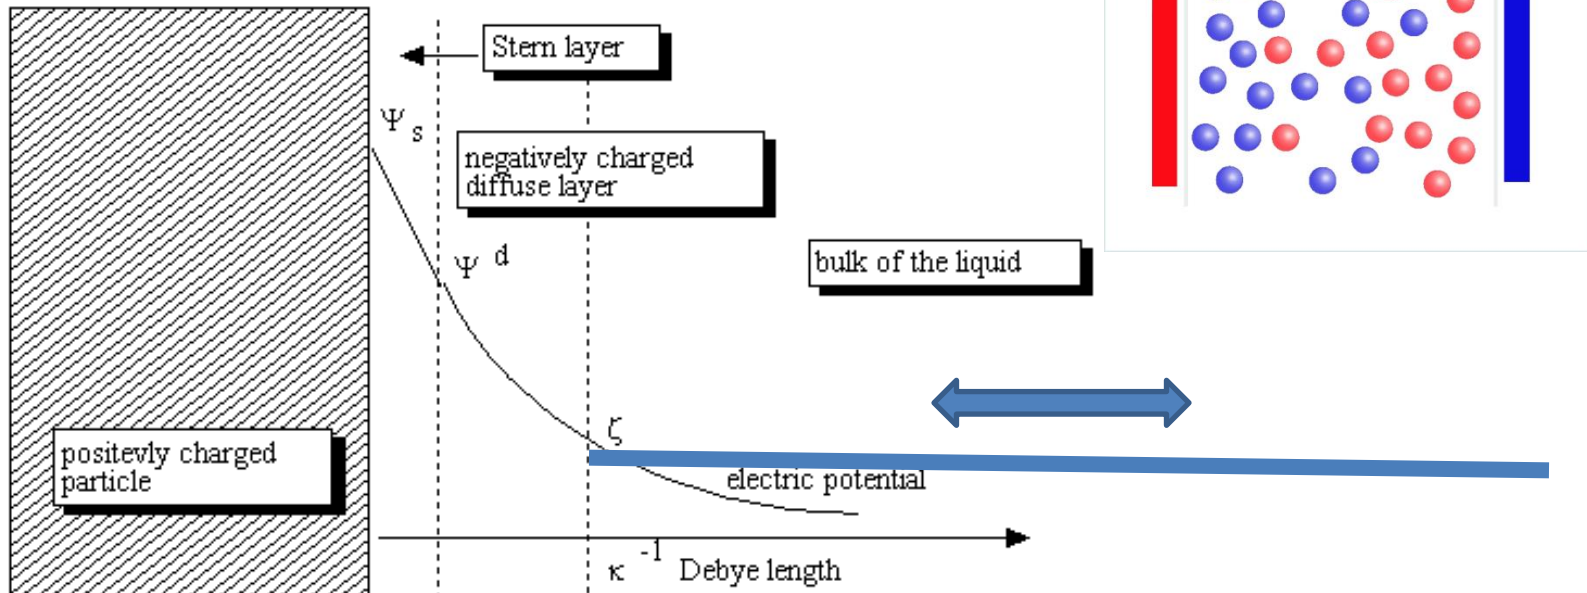 Stern layer
Ψ s
negatively charged
diffuse layer
Ψ d
bulk of the liquid
ζ
positevly charged
particle
electric potential
κ -1 Debye length